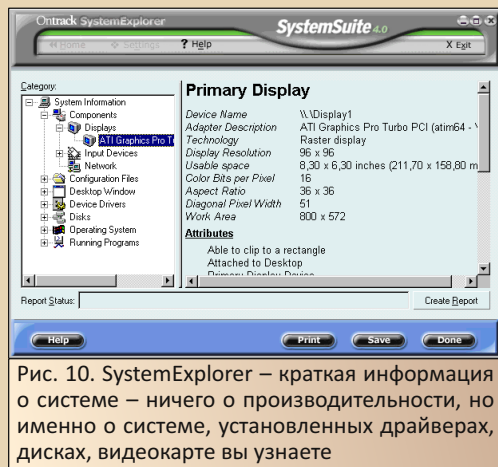 Ontrack SystemExplorer
SystemSuite 4.0
Home Settings ? Help X Exit
Category:
System Information
Components
Displays
ATI Graphics Pro T
Input Devices
Network
Configuration Files
Desktop Window
Device Drivers
Disks
Operating System
Running Programs
Primary Display
Device Name \\.\Display1
Adapter Description ATI Graphics Pro Turbo PCI (atim64 -
Technology Raster display
Display Resolution 96 x 96
Usable space 8,30 x 6,30 inches (211,70 x 158,80 m
Color Bits per Pixel 16
Aspect Ratio 36 x 36
Diagonal Pixel Width 51
Work Area 800 x 572
Attributes
Able to clip to a rectangle
Attached to Desktop
Primary Display Device
Report Status: Create Report
Help Print Save Done
Рис. 10. SystemExplorer – краткая информация
о системе – ничего о производительности, но
именно о системе, установленных драйверах,
дисках, видеокарте вы узнаете